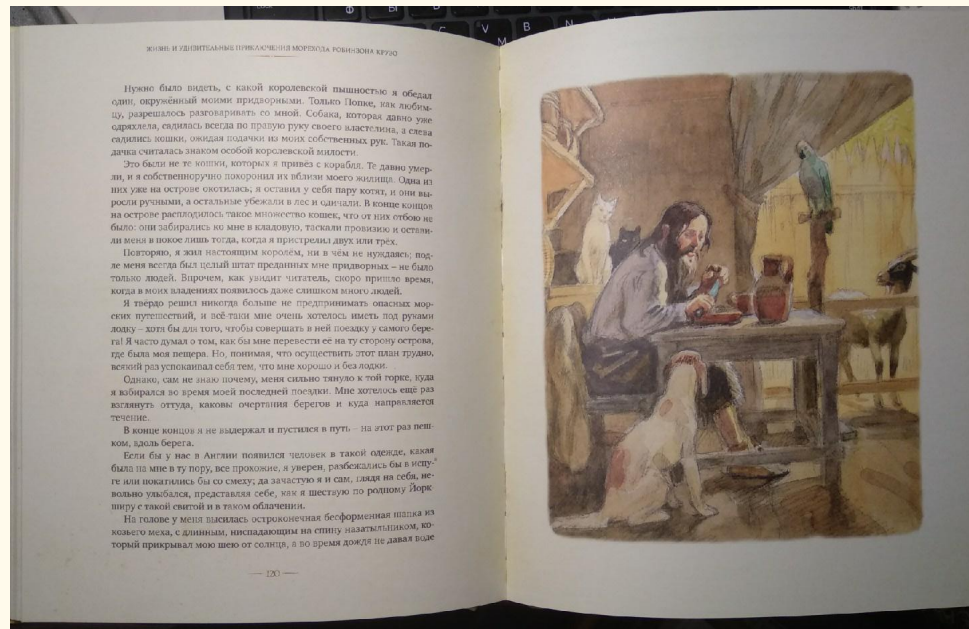 Ф Ы
V B N
M
ЖИЗНЬ И УДИВИТЕЛЬНЫЕ ПРИКЛЮЧЕНИЯ МОРЕХОДА РОБИНЗОНА КРУЗО
Нужно было видеть, с какой королевской пышностью я обедал
один, окружённый моими придворными. Только Попке, как любим-
цу, разрешалось разговаривать со мной. Собака, которая давно уже
одряхлела, садилась всегда по правую руку своего властелина, а слева
садились кошки, ожидая подачки из моих собственных рук. Такая по-
дачка считалась знаком особой королевской милости.
Это были не те кошки, которых я привёз с корабля. Те давно умер-
ли, и я собственноручно похоронил их вблизи моего жилища. Одна из
них уже на острове окотилась; я оставил у себя пару котят, и они вы-
росли ручными, а остальные убежали в лес и одичали. В конце концов
на острове расплодилось такое множество кошек, что от них отбою не
было: они забирались ко мне в кладовую, таскали провизию и остави-
ли меня в покое лишь тогда, когда я пристрелил двух или трёх.
Повторяю, я жил настоящим королём, ни в чём не нуждаясь; под-
ле меня всегда был целый штат преданных мне придворных – не было
только людей. Впрочем, как увидит читатель, скоро пришло время,
когда в моих владениях появилось даже слишком много людей.
Я твёрдо решил никогда больше не предпринимать опасных мор-
ских путешествий, и всё-таки мне очень хотелось иметь под руками
лодку – хотя бы для того, чтобы совершать в ней поездку у самого бере-
га! Я часто думал о том, как бы мне перевести её на ту сторону острова,
где была моя пещера. Но, понимая, что осуществить этот план трудно,
всякий раз успокаивал себя тем, что мне хорошо и без лодки.
Однако, сам не знаю почему, меня сильно тянуло к той горке, куда
я взбирался во время моей последней поездки. Мне хотелось ещё раз
взглянуть оттуда, каковы очертания берегов и куда направляется
течение.
В конце концов я не выдержал и пустился в путь – на этот раз пеш-
ком, вдоль берега.
Если бы у нас в Англии появился человек в такой одежде, какая
была на мне в ту пору, все прохожие, я уверен, разбежались бы в испу-
ге или покатились бы со смеху; да зачастую я и сам, глядя на себя, не-
вольно улыбался, представляя себе, как я шествую по родному Йорк-
ширу с такой свитой и в таком облачении.
На голове у меня высилась остроконечная бесформенная шапка из
козьего меха, с длинным, ниспадающим на спину назатыльником, ко-
торый прикрывал мою шею от солнца, а во время дождя не давал воде
— 120 —